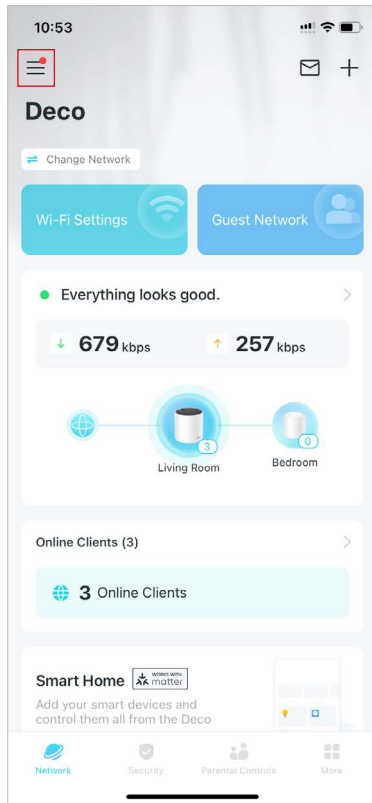 10:53
Deco
Change Network
Wi-Fi Settings
Guest Network
Everything looks good.
679 kbps
257 kbps
3
0
Living Room
Bedroom
Online Clients (3)
3 Online Clients
Smart Home
WORKS WITH
matter
Add your smart devices and
control them all from the Deco
Network
Security
Parental Controls
More